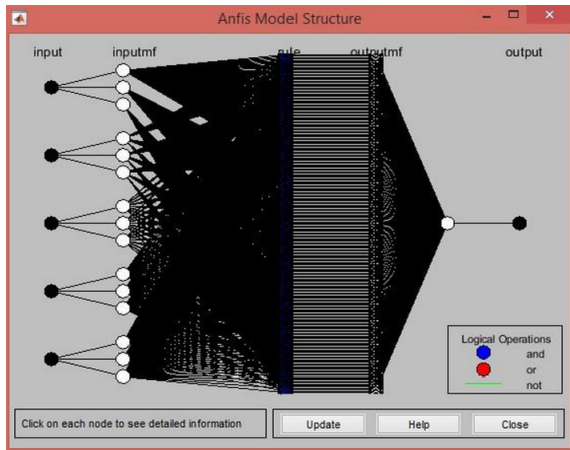 Anfis Model Structure
input inputmf rule outputmf output
Logical Operations
and
or
not
Click on each node to see detailed information
Update Help Close